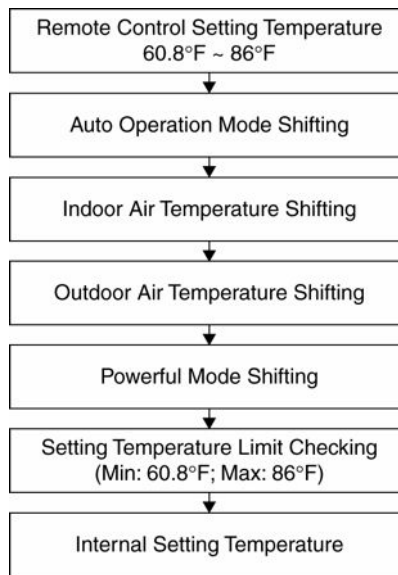 Remote Control Setting Temperature
60.8°F ~ 86°F
Auto Operation Mode Shifting
Indoor Air Temperature Shifting
Outdoor Air Temperature Shifting
Powerful Mode Shifting
Setting Temperature Limit Checking
(Min: 60.8°F; Max: 86°F)
Internal Setting Temperature